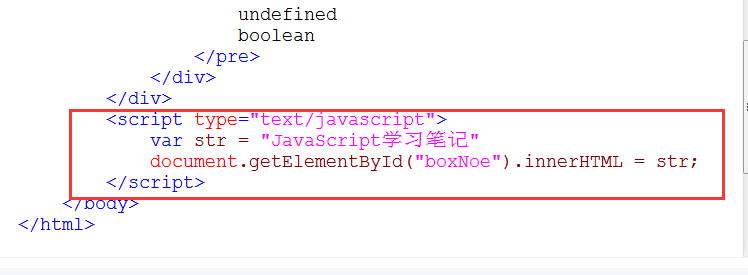 undefined
boolean
</pre>
</div>
</div>
<script type="text/javascript">
var str = "JavaScript学习笔记"
document.getElementById("boxNoe").innerHTML = str;
</script>
</body>
</html>